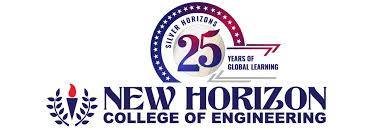 SILVER HORIZONS
25
YEARS OF
GLOBAL LEARNING
NEW HORIZON
COLLEGE OF ENGINEERING